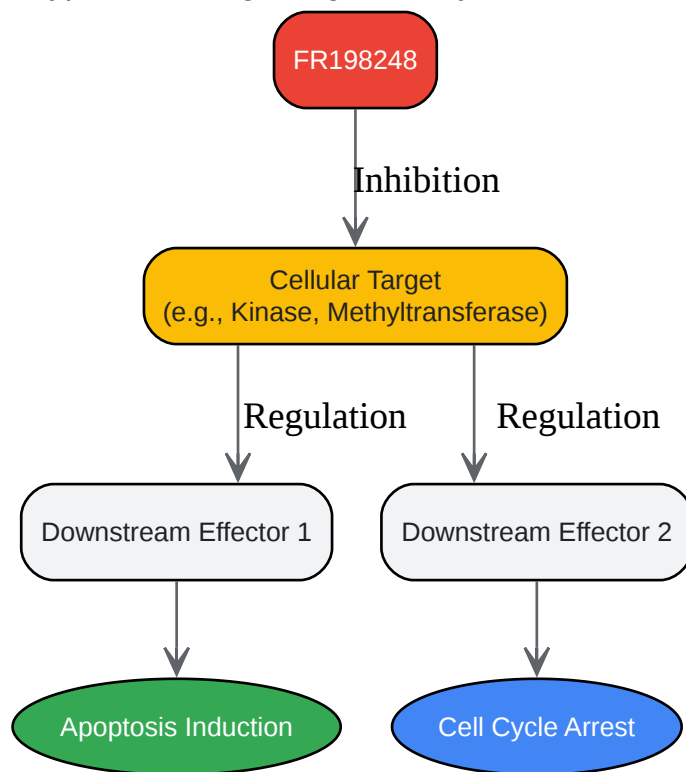 FR198248
Inhibition
Cellular Target
(e.g., Kinase, Methyltransferase)
Regulation
Regulation
Downstream Effector 1
Downstream Effector 2
Apoptosis Induction
Cell Cycle Arrest